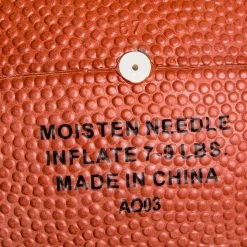 MOISTEN NEEDLE
INFLATE 7-9 LBS.
MADE IN CHINA
AO03